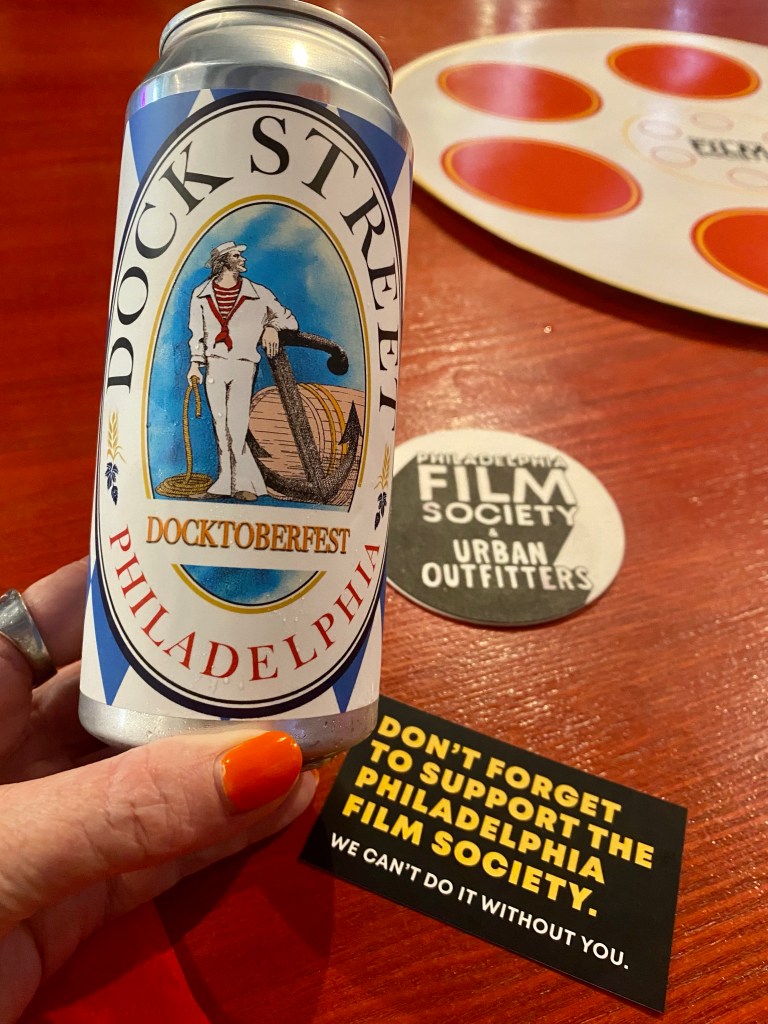 DOCK STREET
DOCKTOBERFEST
PHILADELPHIA
FILM
PHILADELPHIA
FILM
SOCIETY
&
URBAN
OUTFITTERS
DON'T FORGET
TO SUPPORT THE
PHILADELPHIA
FILM SOCIETY.
WE CAN'T DO IT WITHOUT YOU.